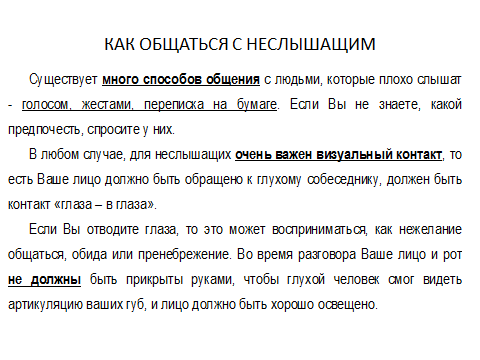 КАК ОБЩАТЬСЯ С НЕСЛЫШАЩИМ
Существует много способов общения с людьми, которые плохо слышат
- голосом, жестами, переписка на бумаге. Если Вы не знаете, какой
предпочесть, спросите у них.
В любом случае, для неслышащих очень важен визуальный контакт, то
есть Ваше лицо должно быть обращено к глухому собеседнику, должен быть
контакт «глаза – в глаза».
Если Вы отводите глаза, то это может восприниматься, как нежелание
общаться, обида или пренебрежение. Во время разговора Ваше лицо и рот
не должны быть прикрыты руками, чтобы глухой человек смог видеть
артикуляцию ваших губ, и лицо должно быть хорошо освещено.